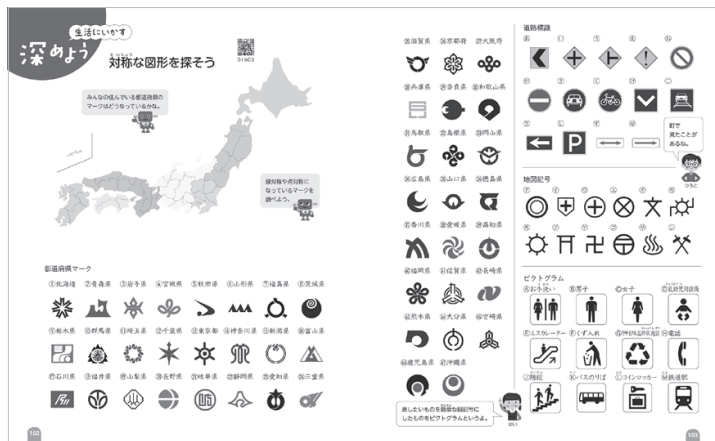 生活にいかす
深めよう
対称な図形を探そう
D1603
みんなの住んでいる都道府県の
マークはどうなっているかな。
線対称や点対称に
なっているマークを
調べよう。
都道府県マーク
①北海道 ②青森県 ③岩手県 ④宮城県 ⑤秋田県 ⑥山形県 ⑦福島県 ⑧茨城県
⑨栃木県 ⑩群馬県 ⑪埼玉県 ⑫千葉県 ⑬東京都 ⑭神奈川県 ⑮新潟県 ⑯富山県
⑰石川県 ⑱福井県 ⑲山梨県 ⑳長野県 ㉑岐阜県 ㉒静岡県 ㉓愛知県 ㉔三重県
102
㉕滋賀県 ㉖京都府 ㉗大阪府
㉘兵庫県 ㉙奈良県 ㉚和歌山県
㉛鳥取県 ㉜島根県 ㉝岡山県
㉞広島県 ㉟山口県 ㊱徳島県
㊲香川県 ㊳愛媛県 ㊴高知県
㊵福岡県 ㊶佐賀県 ㊷長崎県
㊸熊本県 ㊹大分県 ㊺宮崎県
㊻鹿児島県 ㊼沖縄県
表したいものを簡単な図記号に
したものをピクトグラムというよ。
道路標識
P
町で
見たことが
あるね。
ひろと
地図記号
ピクトグラム
Ⓐお手洗い Ⓑ男子 Ⓒ女子
Ⓔエスカレーター Ⓕくず入れ Ⓗ電話
Ⓙ階段 Ⓚバスのりば Ⓛコインロッカー Ⓜ鉄道駅
103